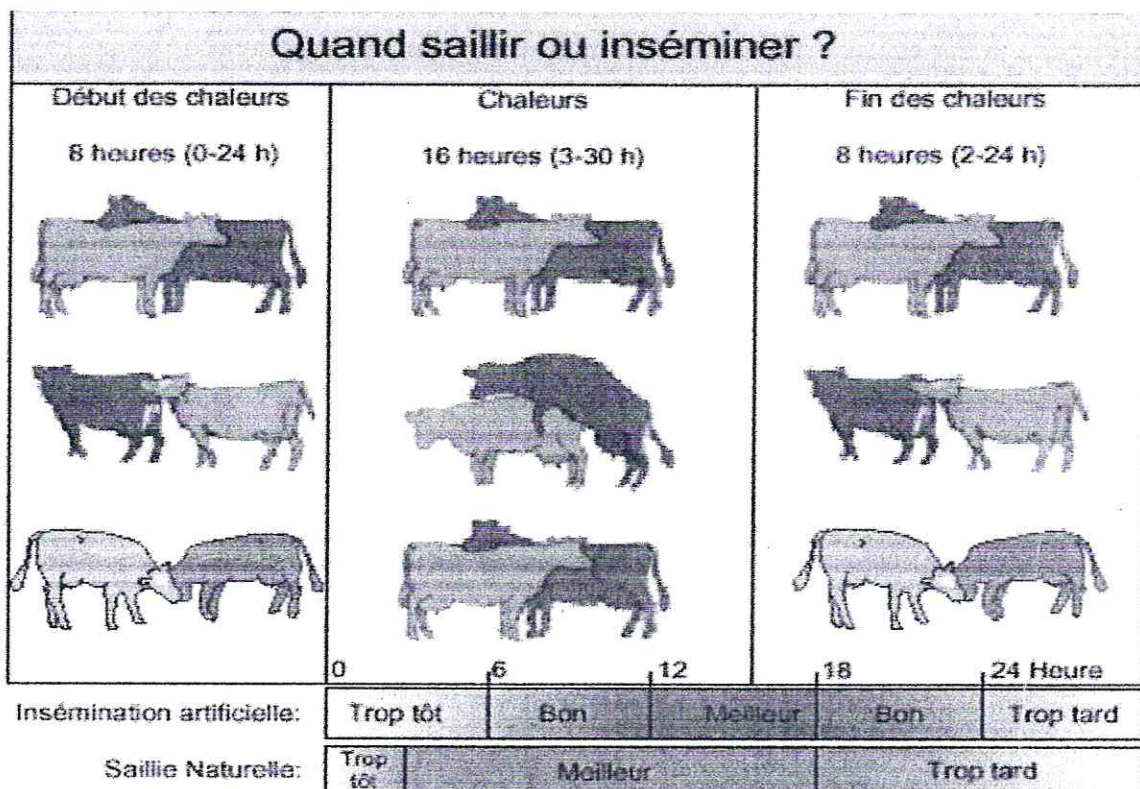 Quand saillir ou inséminer ?
Début des chaleurs
8 heures (0-24 h)
Chaleurs
16 heures (3-30 h)
Fin des chaleurs
8 heures (2-24 h)
0 6 12 18 24 Heure
Insémination artificielle: Trop tôt Bon Meilleur Bon Trop tard
Saillie Naturelle: Trop tôt Meilleur Trop tard